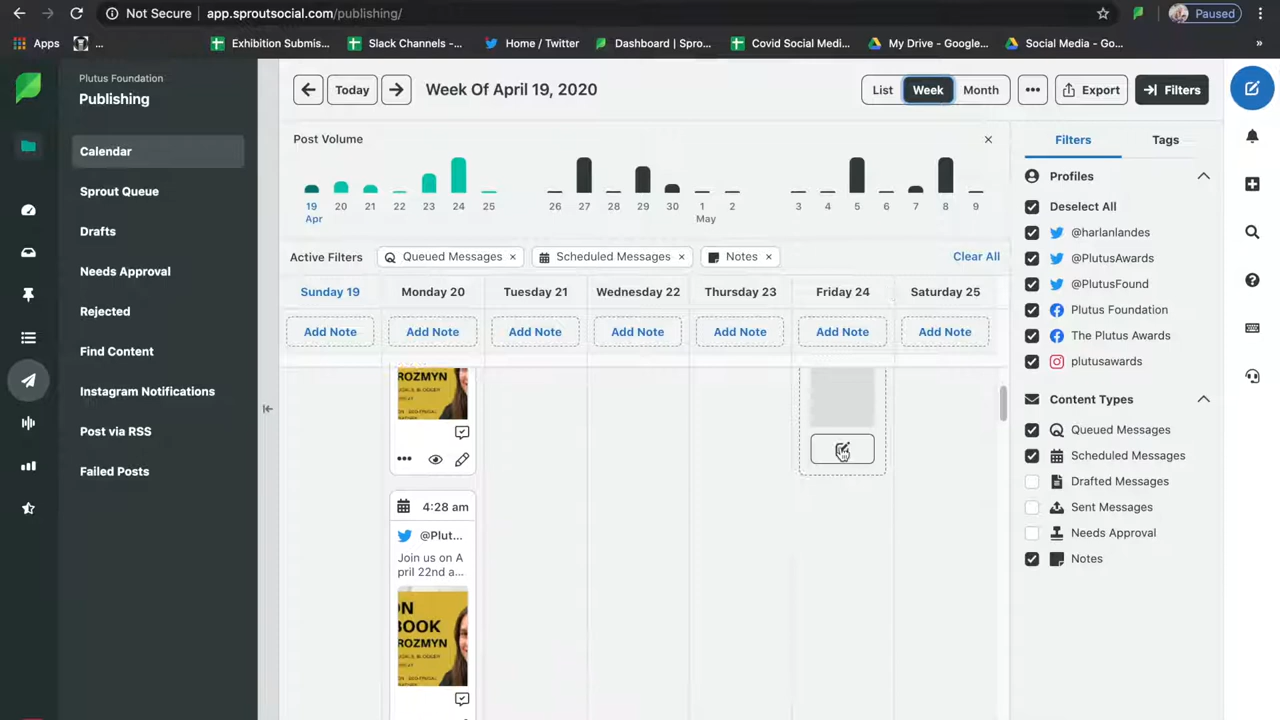 Not Secure
app.sproutsocial.com/publishing/
Paused
Apps
...
Exhibition Submis...
Slack Channels -...
Home / Twitter
Dashboard | Spro...
Covid Social Medi...
My Drive - Google...
Social Media - Go...
»
Plutus Foundation
Publishing
Calendar
Sprout Queue
Drafts
Needs Approval
Rejected
Find Content
Instagram Notifications
Post via RSS
Failed Posts
Today
Week Of April 19, 2020
List
Week
Month
Export
Filters
Post Volume
19 20 21 22 23 24 25 26 27 28 29 30 1 2 3 4 5 6 7 8 9
Apr May
Active Filters
Queued Messages ×
Scheduled Messages ×
Notes ×
Clear All
Sunday 19
Monday 20
Tuesday 21
Wednesday 22
Thursday 23
Friday 24
Saturday 25
Add Note
Add Note
Add Note
Add Note
Add Note
Add Note
Add Note
ROZMYN
4:28 am
@Plut...
Join us on A
pril 22nd a...
ON
BOOK
ROZMYN
Filters
Tags
Profiles
Deselect All
@harlanlandes
@PlutusAwards
@PlutusFound
Plutus Foundation
The Plutus Awards
plutusawards
Content Types
Queued Messages
Scheduled Messages
Drafted Messages
Sent Messages
Needs Approval
Notes